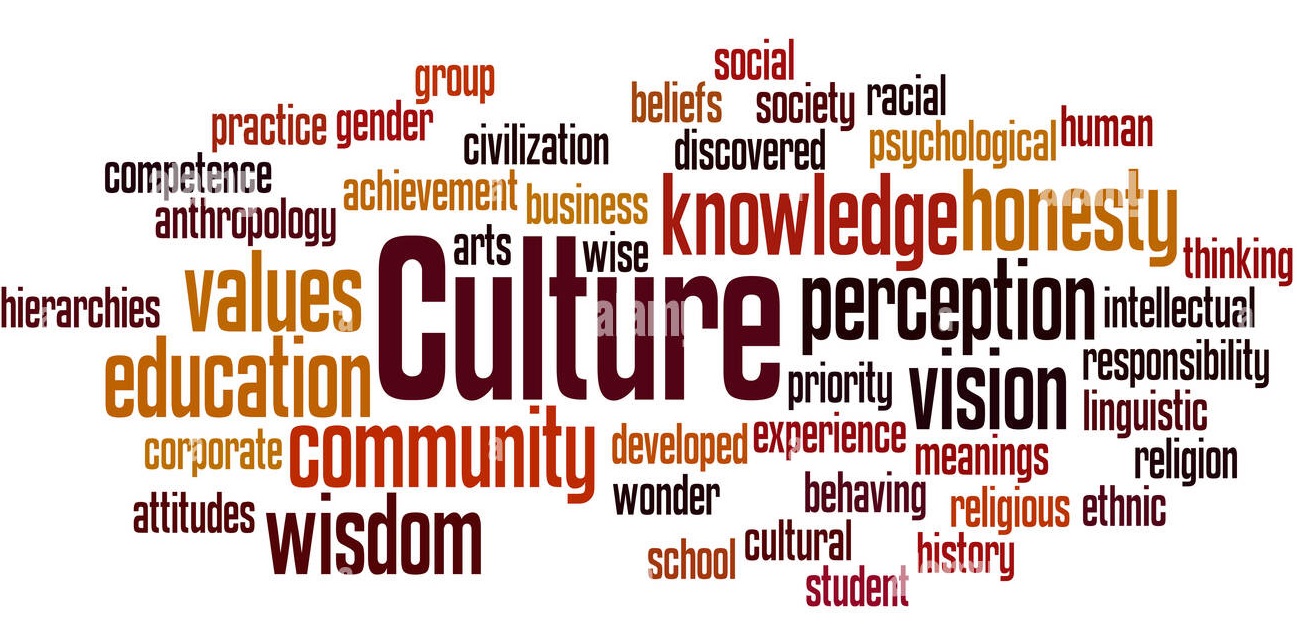 social
group
beliefs society racial
practice gender
civilization discovered psychological human
competence
achievement business knowledge honesty
anthropology
arts wise
thinking
hierarchies values Culture perception intellectual
education
priority vision responsibility
linguistic
corporate community developed experience meanings religion
wonder behaving religious ethnic
attitudes wisdom
school cultural history
student